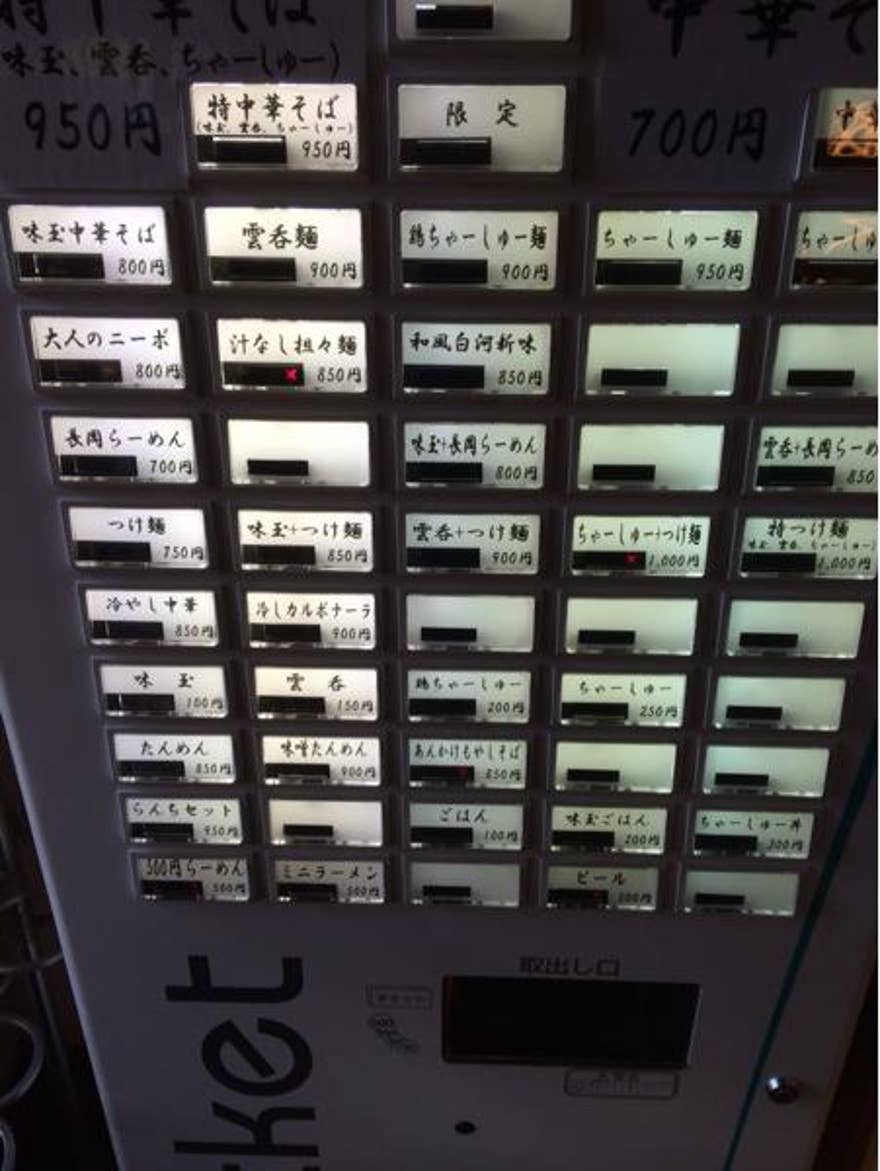 特中華そば
(味玉、雲呑、ちゃーしゅー)
950円
中華そ
700円
特中華そば
(味玉、雲呑、ちゃーしゅー)
950円
限定
味玉中華そば
800円
雲呑麺
900円
鶏ちゃーしゅー麺
900円
ちゃーしゅー麺
950円
ちゃーしゅ
大人のニーボ
800円
汁なし担々麺
850円
和風白河新味
850円
長岡らーめん
700円
味玉+長岡らーめん
800円
雲呑+長岡らーめ
850
つけ麺
750円
味玉+つけ麺
850円
雲呑+つけ麺
900円
ちゃーしゅー+つけ麺
1,000円
特つけ麺
味玉、雲呑、ちゃーしゅー
1,000円
冷やし中華
850円
冷しカルボナーラ
900円
味玉
100円
雲呑
150円
鶏ちゃーしゅー
200円
ちゃーしゅー
250円
たんめん
850円
味噌たんめん
900円
あんかけもやしそば
850円
らんちセット
950円
ごはん
100円
味玉ごはん
200円
ちゃーしゅー丼
300円
500円らーめん
500円
ミニラーメン
500円
ビール
500円
取出し口
ket